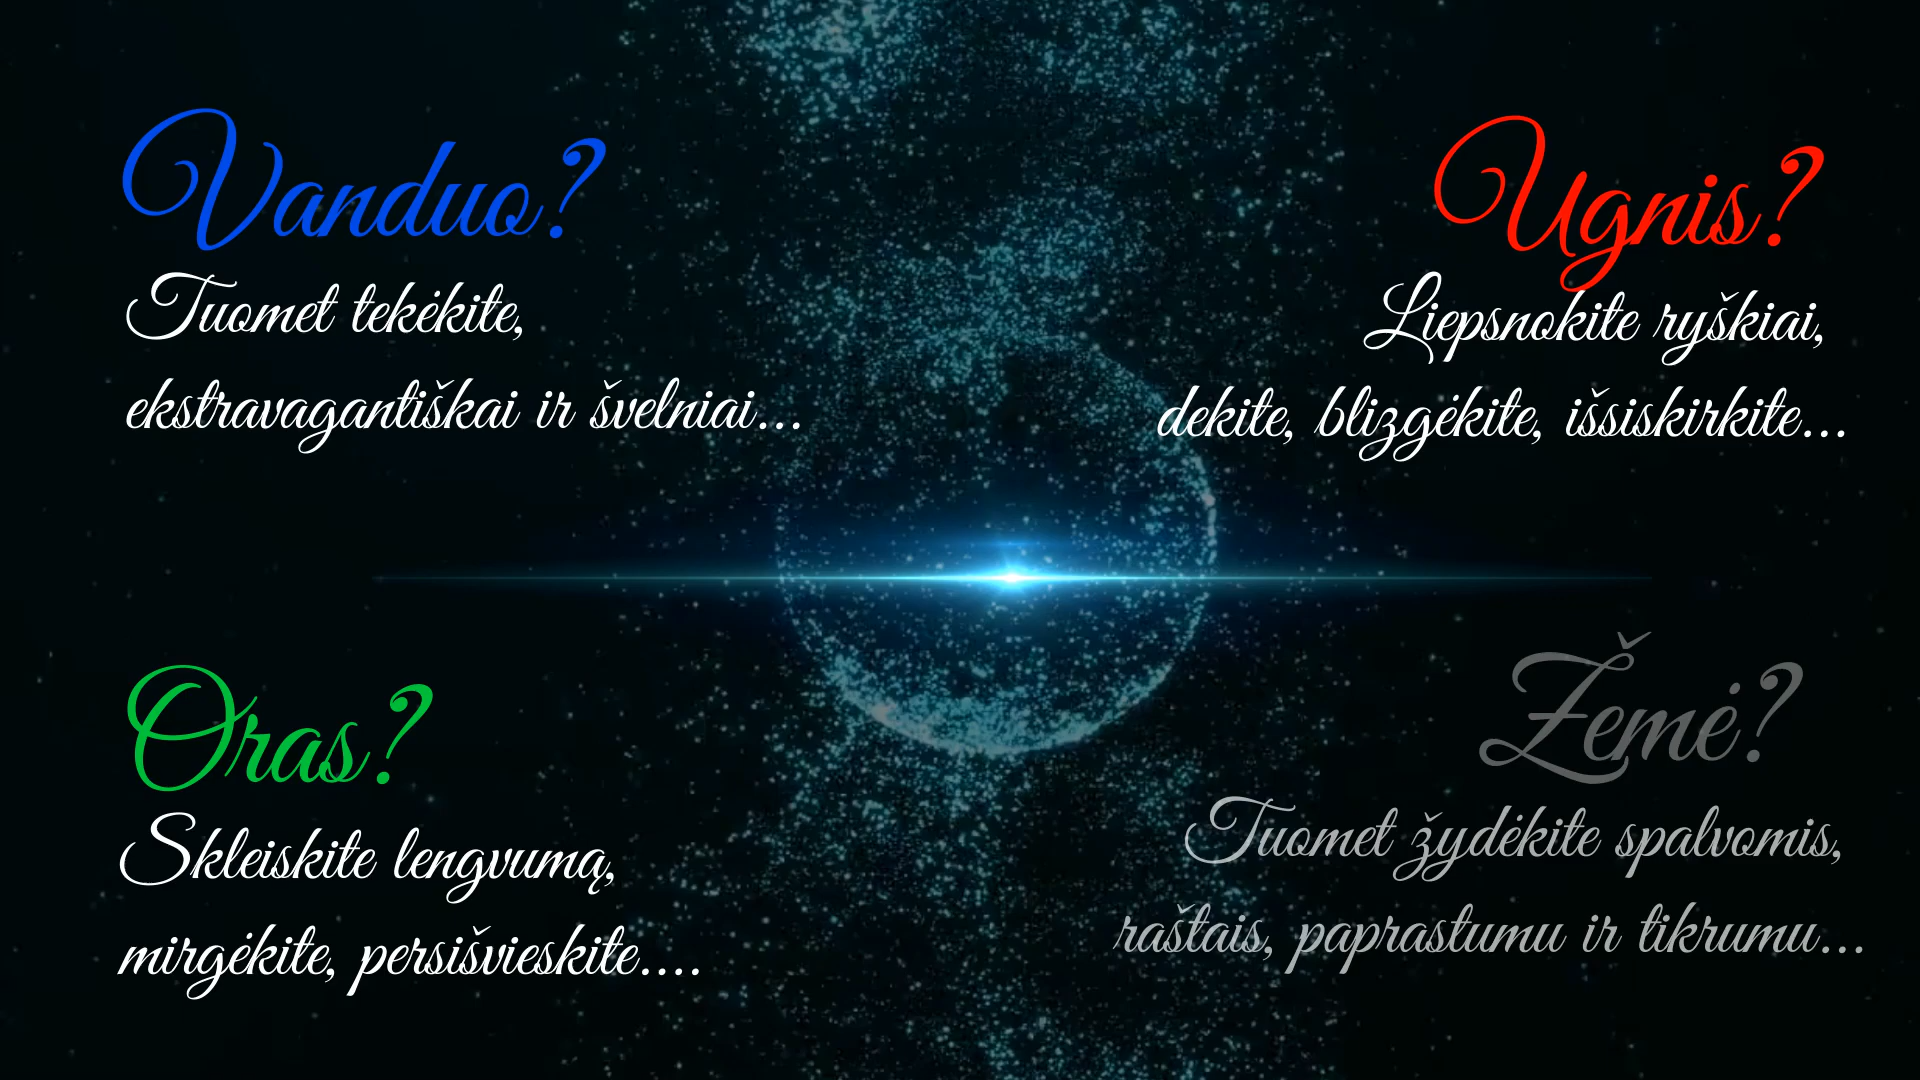 Vanduo?
Tuomet tekėkite,
ekstravagantiškai ir švelniai...
Ugnis?
Liepsnokite ryškiai,
dekite, blizgėkite, išsiskirkite...
Oras?
Skleiskite lengvumą,
mirgėkite, persišvieskite....
Žemė?
Tuomet žydėkite spalvomis,
raštais, paprastumu ir tikrumu...